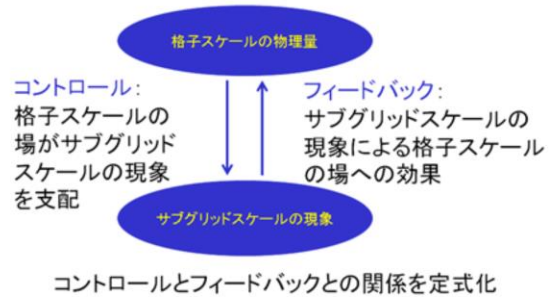 格子スケールの物理量
コントロール:
格子スケールの
場がサブグリッド
スケールの現象
を支配
フィードバック:
サブグリッドスケールの
現象による格子スケール
の場への効果
サブグリッドスケールの現象
コントロールとフィードバックとの関係を定式化